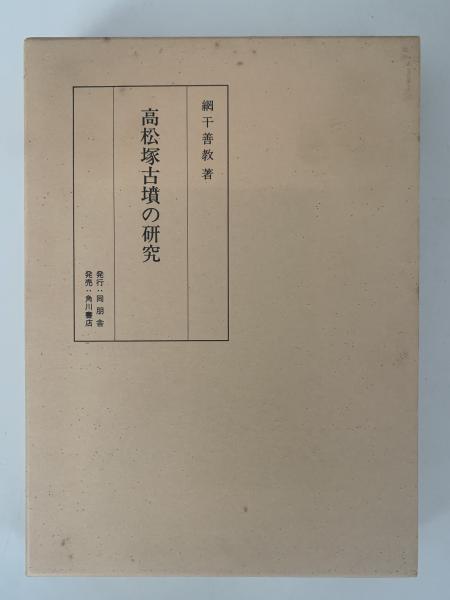 網干善教 著
高松塚古墳の研究
発行：同朋舎
発売：角川書店